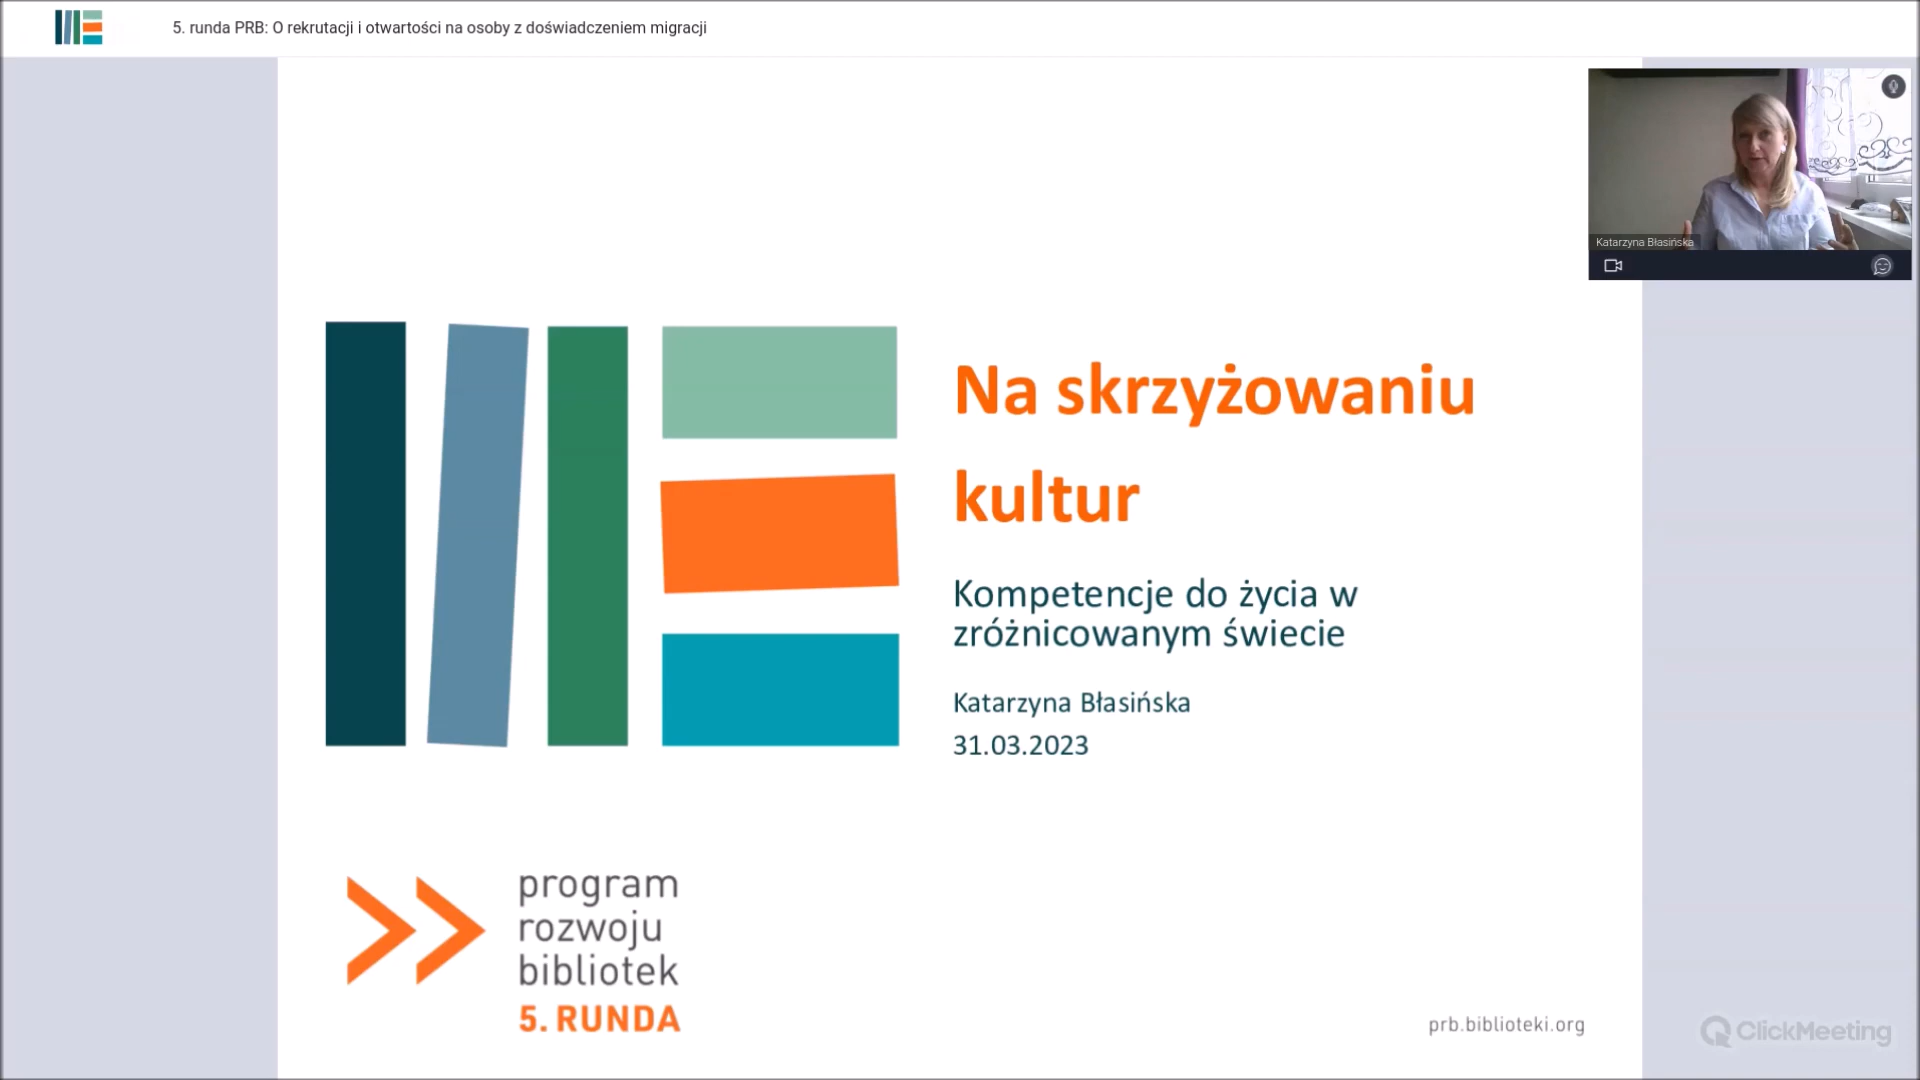 5. runda PRB: O rekrutacji i otwartości na osoby z doświadczeniem migracji
Katarzyna Błasińska
Na skrzyżowaniu
kultur
Kompetencje do życia w
zróżnicowanym świecie
Katarzyna Błasińska
31.03.2023
program
rozwoju
bibliotek
5. RUNDA
prb.biblioteki.org
ClickMeeting